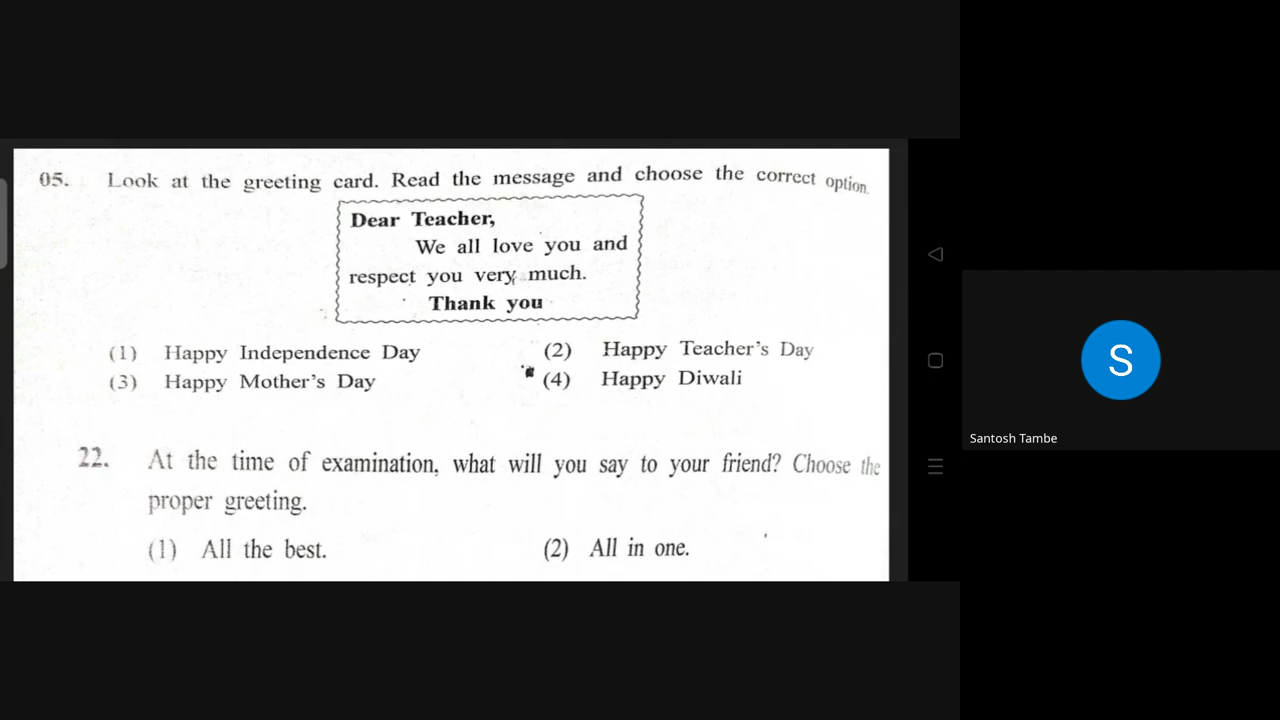 05. Look at the greeting card. Read the message and choose the correct option.
Dear Teacher,
We all love you and
respect you very much.
Thank you
(1) Happy Independence Day (2) Happy Teacher's Day
(3) Happy Mother's Day (4) Happy Diwali
22. At the time of examination, what will you say to your friend? Choose the
proper greeting.
(1) All the best. (2) All in one.
S
Santosh Tambe